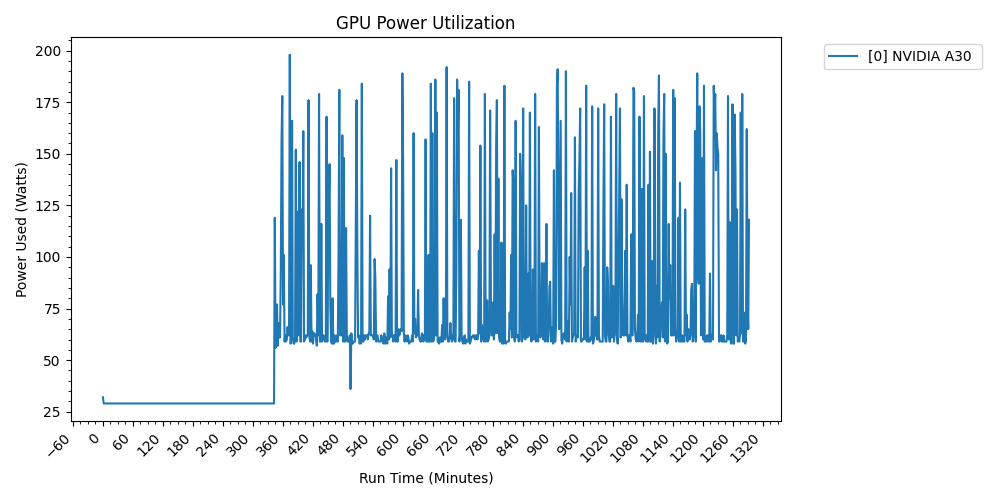 GPU Power Utilization
[0] NVIDIA A30
Power Used (Watts)
200
175
150
125
100
75
50
25
−60 0 60 120 180 240 300 360 420 480 540 600 660 720 780 840 900 960 1020 1080 1140 1200 1260 1320
Run Time (Minutes)